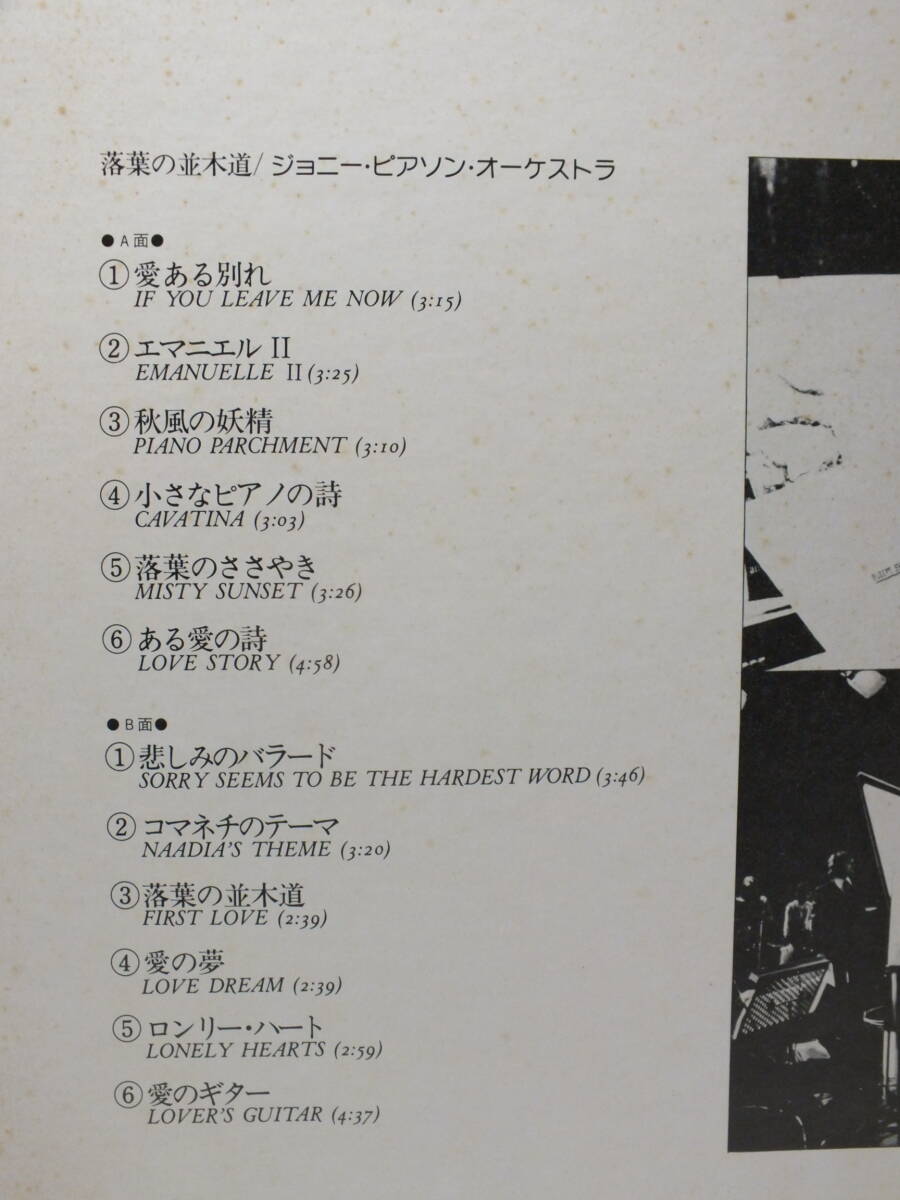 落葉の並木道/ジョニー・ピアソン・オーケストラ
●A面●
①愛ある別れ
IF YOU LEAVE ME NOW (3:15)
②エマニエル II
EMANUELLE II (3:25)
③秋風の妖精
PIANO PARCHMENT (3:10)
④小さなピアノの詩
CAVATINA (3:03)
⑤落葉のささやき
MISTY SUNSET (3:26)
⑥ある愛の詩
LOVE STORY (4:58)
●B面●
①悲しみのバラード
SORRY SEEMS TO BE THE HARDEST WORD (3:46)
②コマネチのテーマ
NAADIA'S THEME (3:20)
③落葉の並木道
FIRST LOVE (2:39)
④愛の夢
LOVE DREAM (2:39)
⑤ロンリー・ハート
LONELY HEARTS (2:59)
⑥愛のギター
LOVER'S GUITAR (4:37)